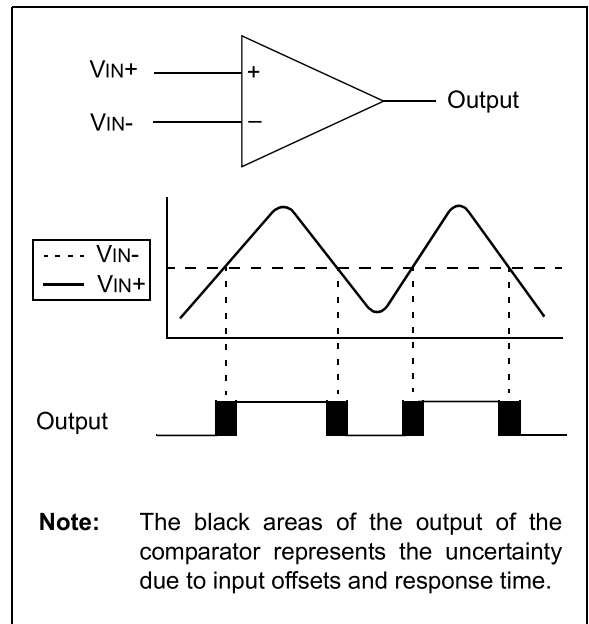 VIN+
+
Output
VIN-
−
VIN-
VIN+
Output
Note: The black areas of the output of the
comparator represents the uncertainty
due to input offsets and response time.